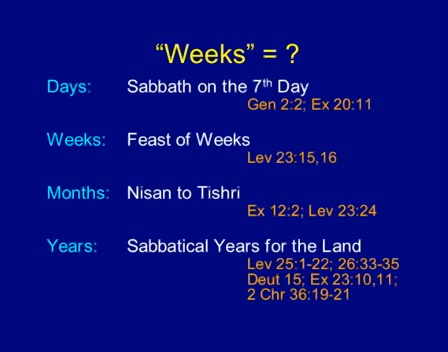 “Weeks” = ?
Days: Sabbath on the 7th Day
Gen 2:2; Ex 20:11
Weeks: Feast of Weeks
Lev 23:15,16
Months: Nisan to Tishri
Ex 12:2; Lev 23:24
Years: Sabbatical Years for the Land
Lev 25:1-22; 26:33-35
Deut 15; Ex 23:10,11;
2 Chr 36:19-21